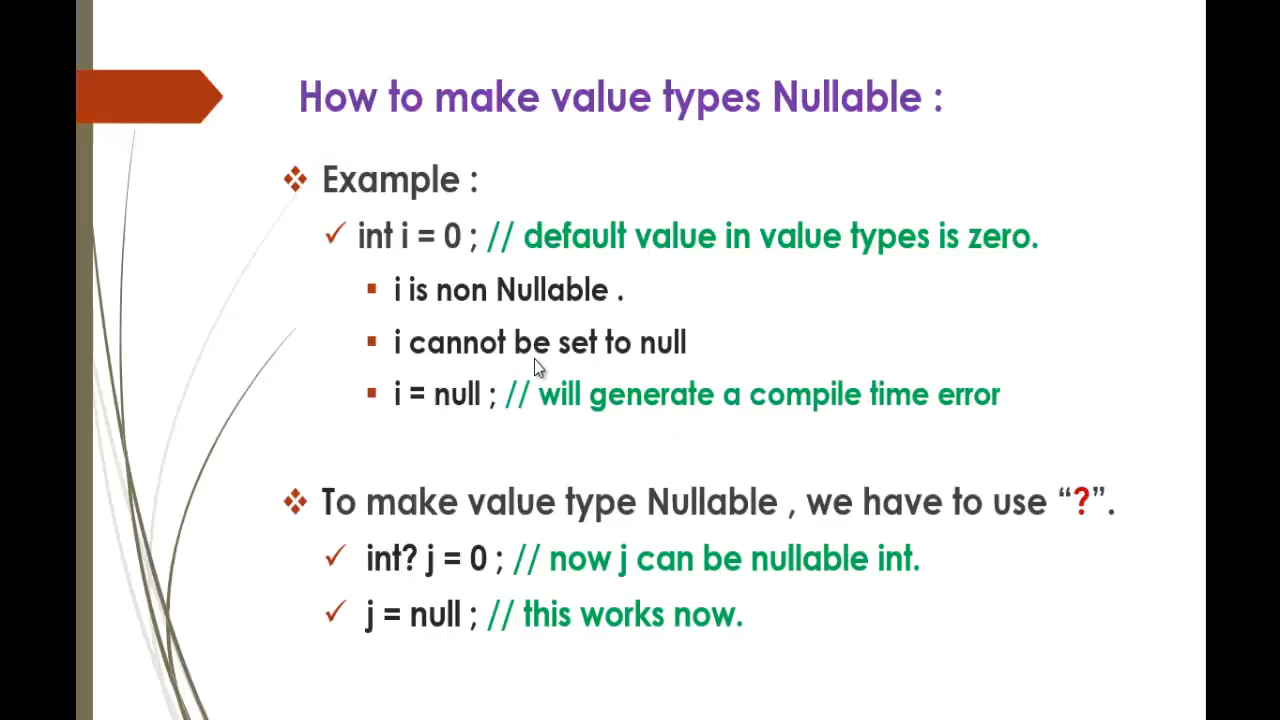 How to make value types Nullable :
Example :
int i = 0 ; // default value in value types is zero.
i is non Nullable .
i cannot be set to null
i = null ; // will generate a compile time error
To make value type Nullable , we have to use “?”.
int? j = 0 ; // now j can be nullable int.
j = null ; // this works now.